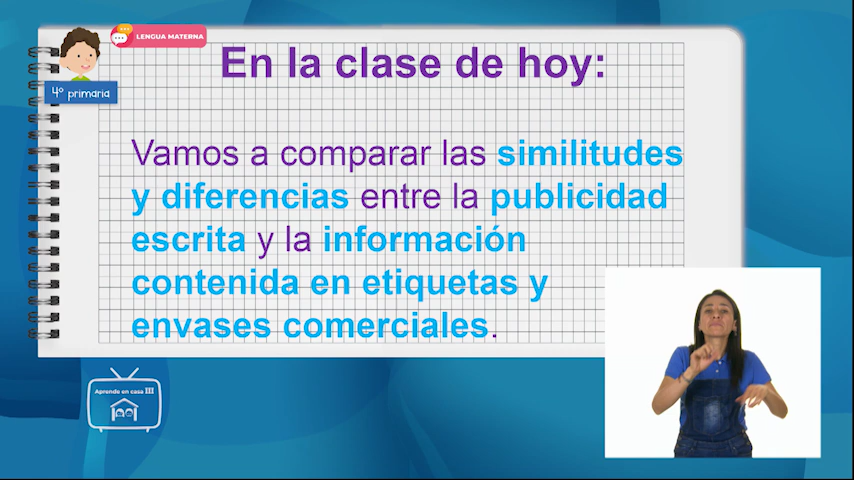 LENGUA MATERNA
4º primaria
En la clase de hoy:
Vamos a comparar las similitudes
y diferencias entre la publicidad
escrita y la información
contenida en etiquetas y
envases comerciales.
Aprende en casa III